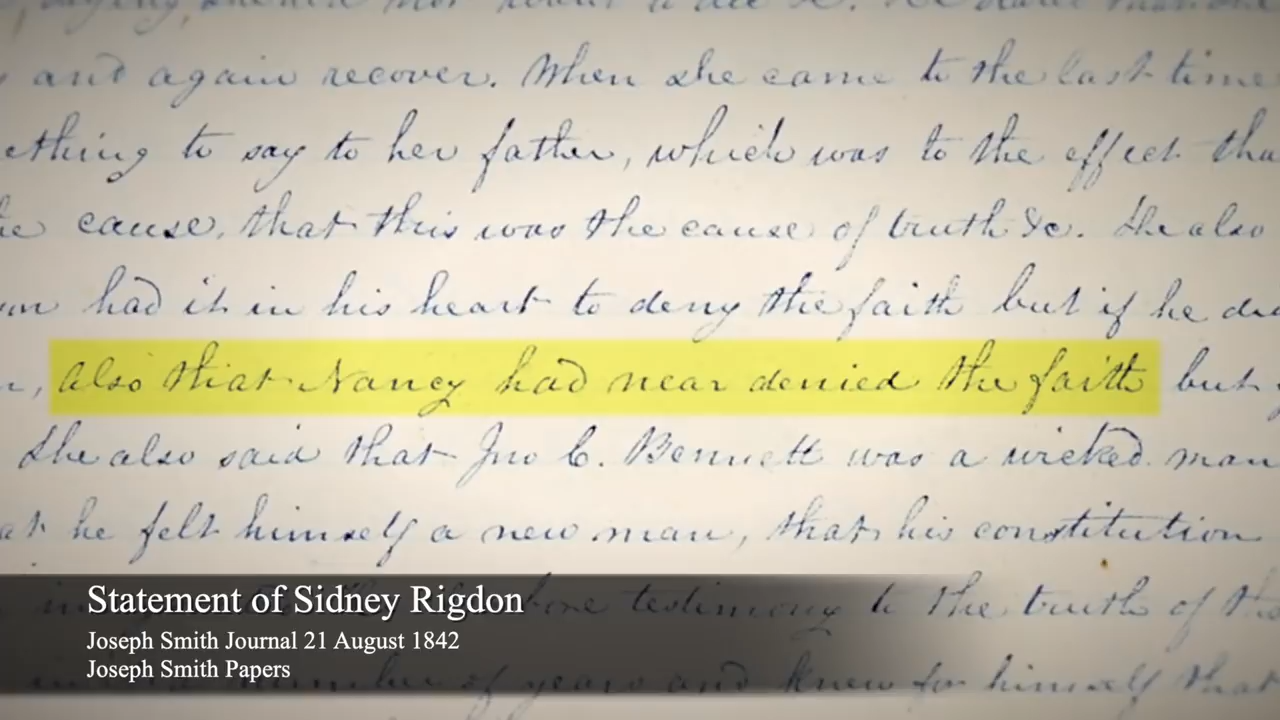 and again recover. When she came to the last time
ething to say to her father, which was to the effect tha
cause, that this was the cause of truth &c. She also
had it in his heart to deny the faith but if he
also that Nancy had near denied the faith but
She also said that Jno C. Bennett was a wicked man
he felt himself a new man, that his constitution
testimony to the truth of
Statement of Sidney Rigdon
Joseph Smith Journal 21 August 1842
Joseph Smith Papers
number of years and knew for himself that